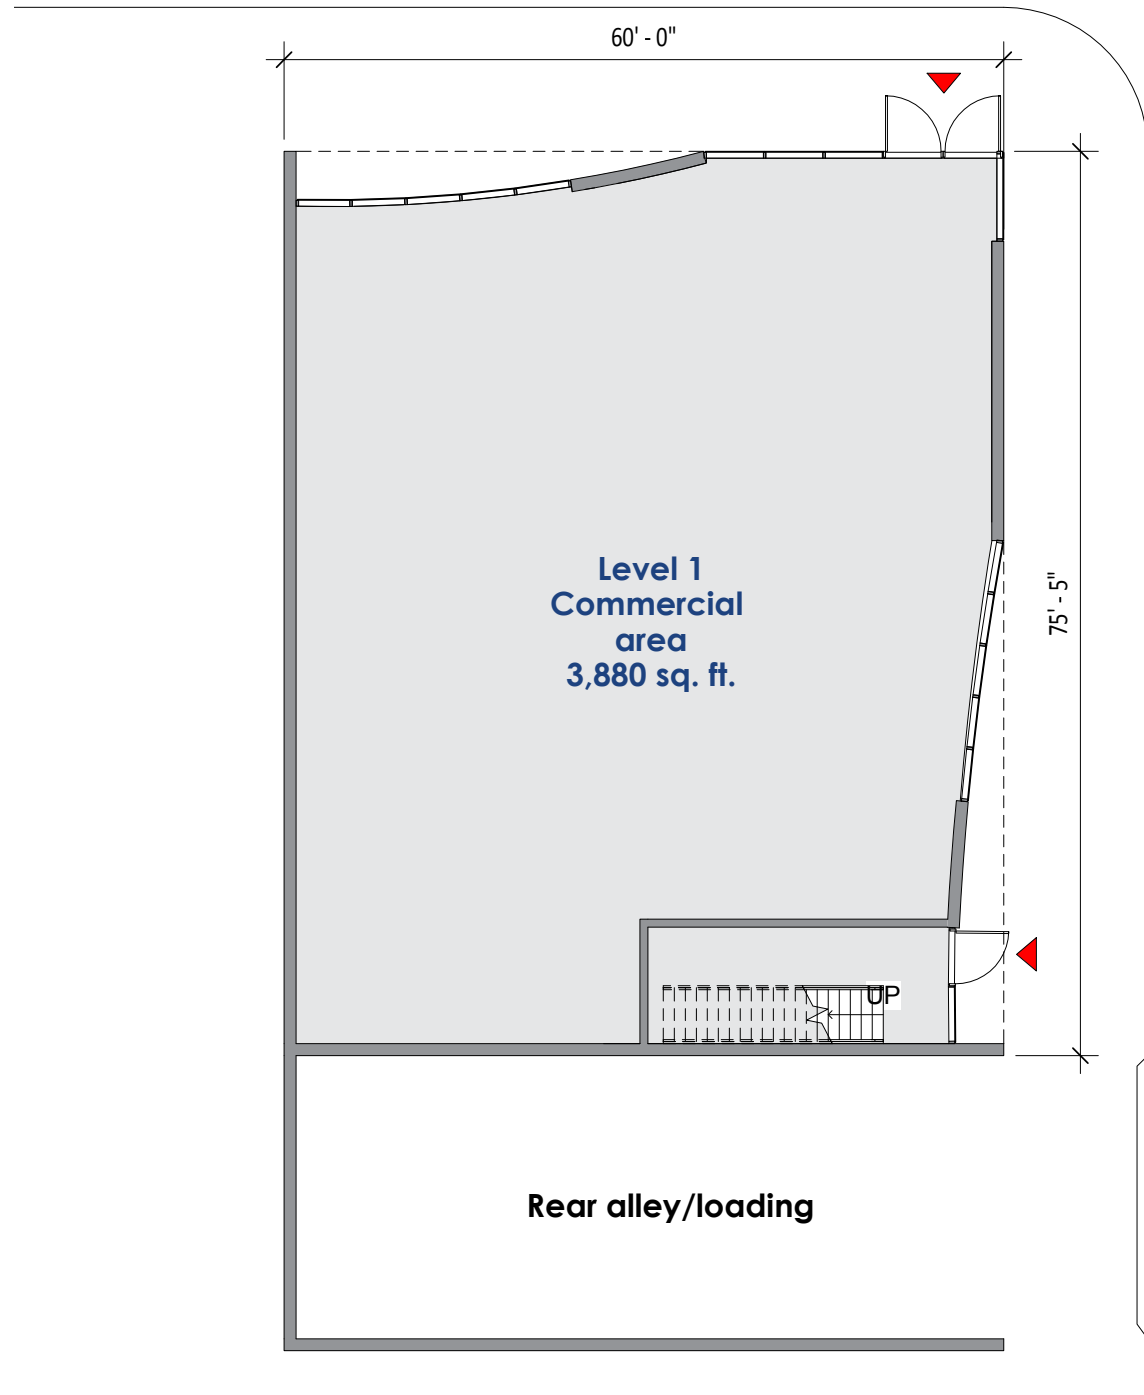 60' - 0"
Level 1
Commercial
area
3,880 sq. ft.
75' - 5"
UP
Rear alley/loading